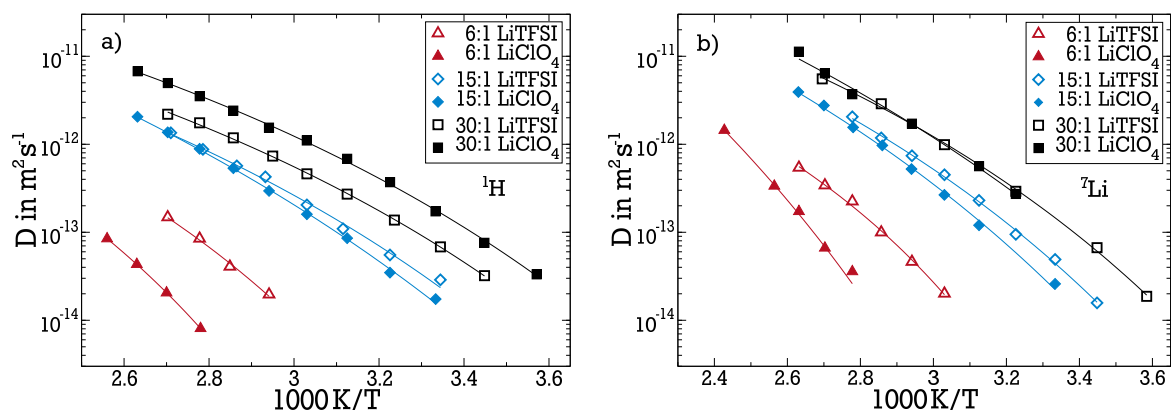 a)
6:1 LiTFSI
6:1 LiClO₄
15:1 LiTFSI
15:1 LiClO₄
30:1 LiTFSI
30:1 LiClO₄
¹H
D in m²s⁻¹
10⁻¹¹
10⁻¹²
10⁻¹³
10⁻¹⁴
2.6 2.8 3 3.2 3.4 3.6
1000 K/T
b)
6:1 LiTFSI
6:1 LiClO₄
15:1 LiTFSI
15:1 LiClO₄
30:1 LiTFSI
30:1 LiClO₄
⁷Li
D in m²s⁻¹
10⁻¹¹
10⁻¹²
10⁻¹³
10⁻¹⁴
2.4 2.6 2.8 3 3.2 3.4 3.6
1000 K/T